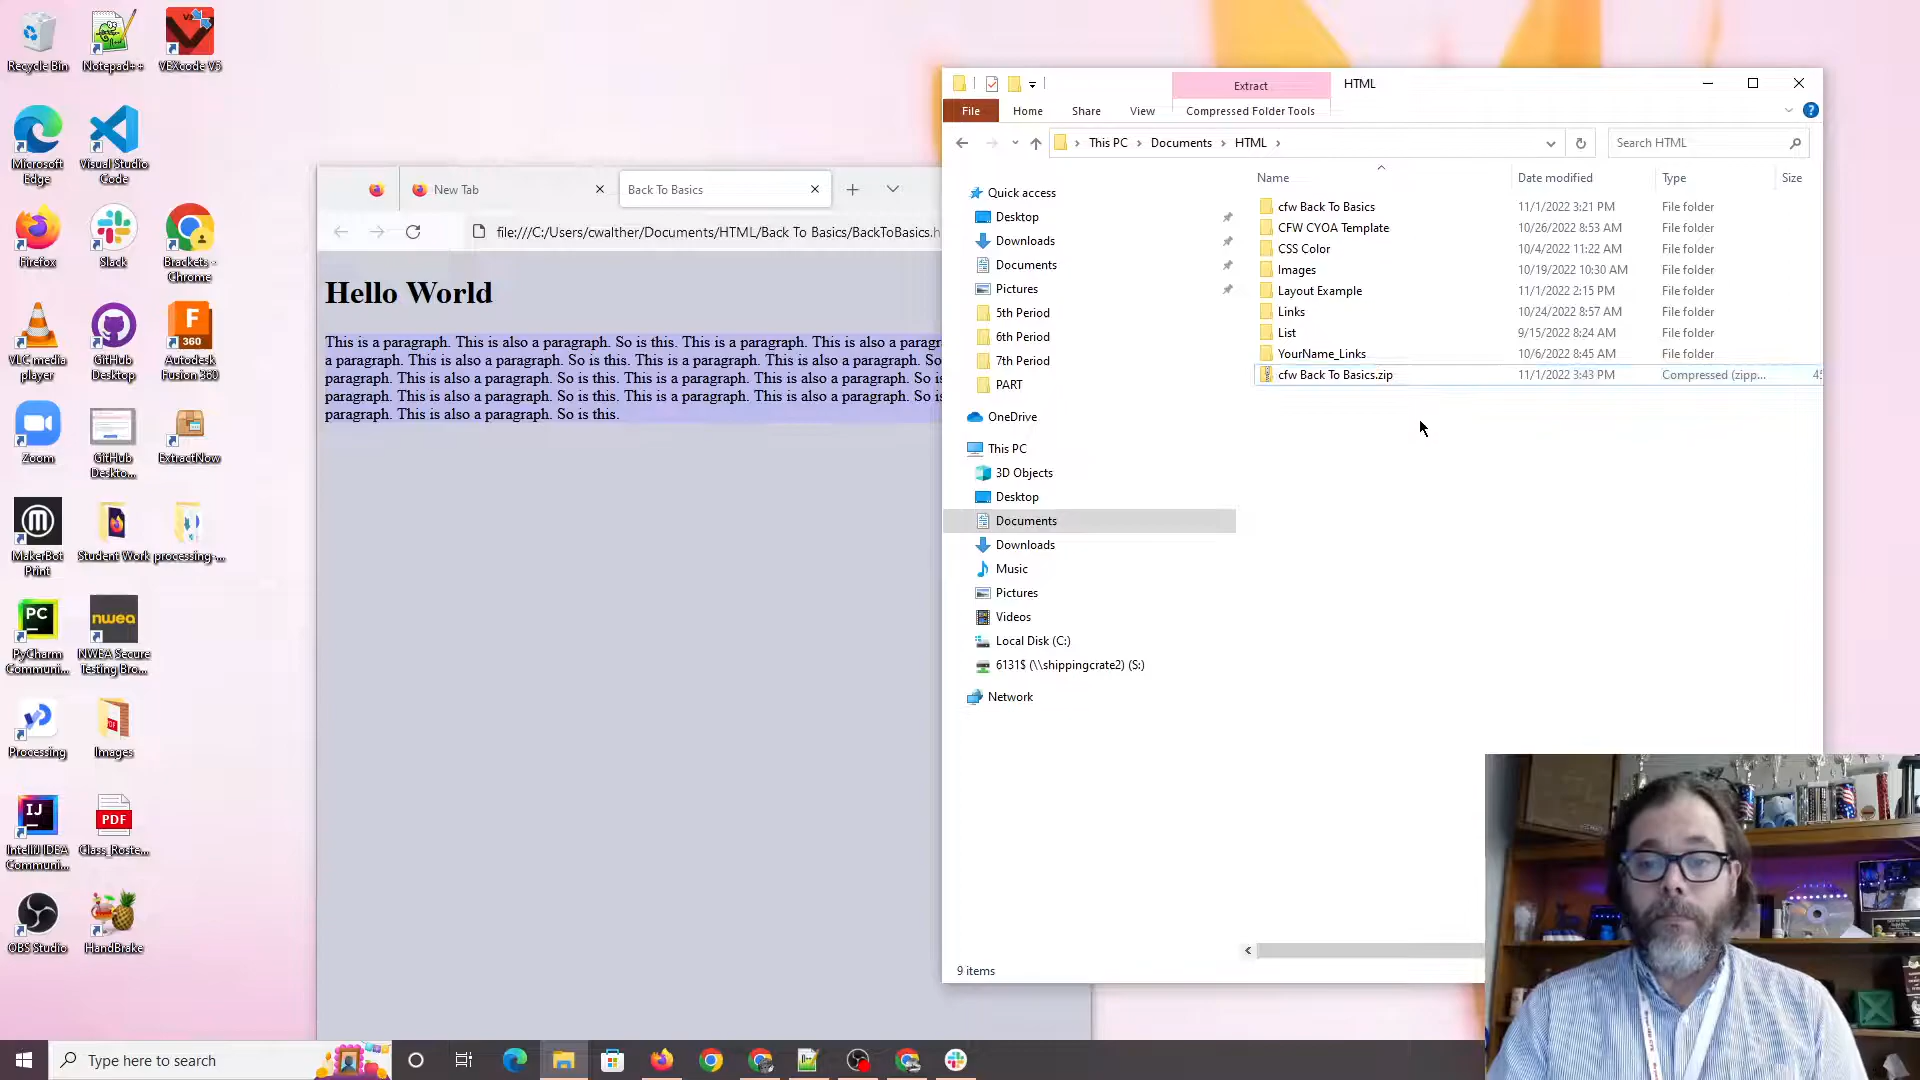 Recycle Bin
Notepad++
VEXcode V5
Microsoft Edge
Visual Studio Code
Firefox
Slack
Brackets - Chrome
VLC media player
GitHub Desktop
Autodesk Fusion 360
Zoom
GitHub Deskto...
ExtractNow
MakerBot Print
Student Work
processing-...
PyCharm Communi...
NWEA Secure Testing Bro...
Processing
Images
IntelliJ IDEA Communi...
Class_Roste...
OBS Studio
HandBrake
New Tab
Back To Basics
file:///C:/Users/cwalther/Documents/HTML/Back To Basics/BackToBasics.h
Hello World
This is a paragraph. This is also a paragraph. So is this. This is a paragraph. This is also a paragr
a paragraph. This is also a paragraph. So is this. This is a paragraph. This is also a paragraph. So
paragraph. This is also a paragraph. So is this. This is a paragraph. This is also a paragraph. So is
paragraph. This is also a paragraph. So is this. This is a paragraph. This is also a paragraph. So is
paragraph. This is also a paragraph. So is this.
Extract
HTML
File Home Share View Compressed Folder Tools
This PC > Documents > HTML >
Search HTML
Name Date modified Type Size
cfw Back To Basics 11/1/2022 3:21 PM File folder
CFW CYOA Template 10/26/2022 8:53 AM File folder
CSS Color 10/4/2022 11:22 AM File folder
Images 10/19/2022 10:30 AM File folder
Layout Example 11/1/2022 2:15 PM File folder
Links 10/24/2022 8:57 AM File folder
List 9/15/2022 8:24 AM File folder
YourName_Links 10/6/2022 8:45 AM File folder
cfw Back To Basics.zip 11/1/2022 3:43 PM Compressed (zipp... 45
Quick access
Desktop
Downloads
Documents
Pictures
5th Period
6th Period
7th Period
PART
OneDrive
This PC
3D Objects
Desktop
Documents
Downloads
Music
Pictures
Videos
Local Disk (C:)
6131$ (\\shippingcrate2) (S:)
Network
9 items
Type here to search